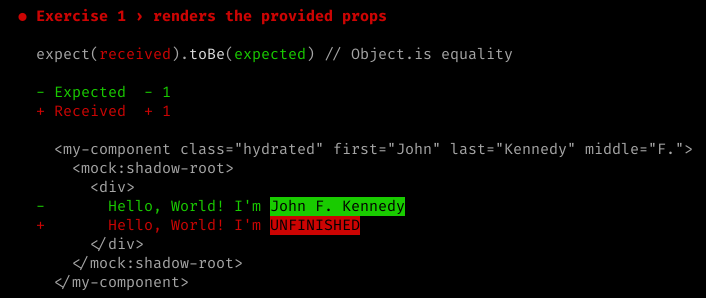 ● Exercise 1 › renders the provided props
expect(received).toBe(expected) // Object.is equality
- Expected  - 1
+ Received  + 1
<my-component class="hydrated" first="John" last="Kennedy" middle="F.">
<mock:shadow-root>
<div>
-       Hello, World! I'm John F. Kennedy
+       Hello, World! I'm UNFINISHED
</div>
</mock:shadow-root>
</my-component>